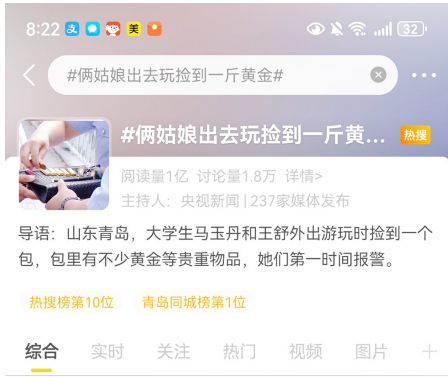 8:22 支 美 32
#俩姑娘出去玩捡到一斤黄金#
#俩姑娘出去玩捡到一斤黄... 热搜
阅读量1亿 讨论量1.8万 详情>
主持人：央视新闻 | 237家媒体发布
导语：山东青岛，大学生马玉丹和王舒外出游玩时捡到一个
包，包里有不少黄金等贵重物品，她们第一时间报警。
热搜榜第10位 青岛同城榜第1位
综合 实时 关注 热门 视频 图片